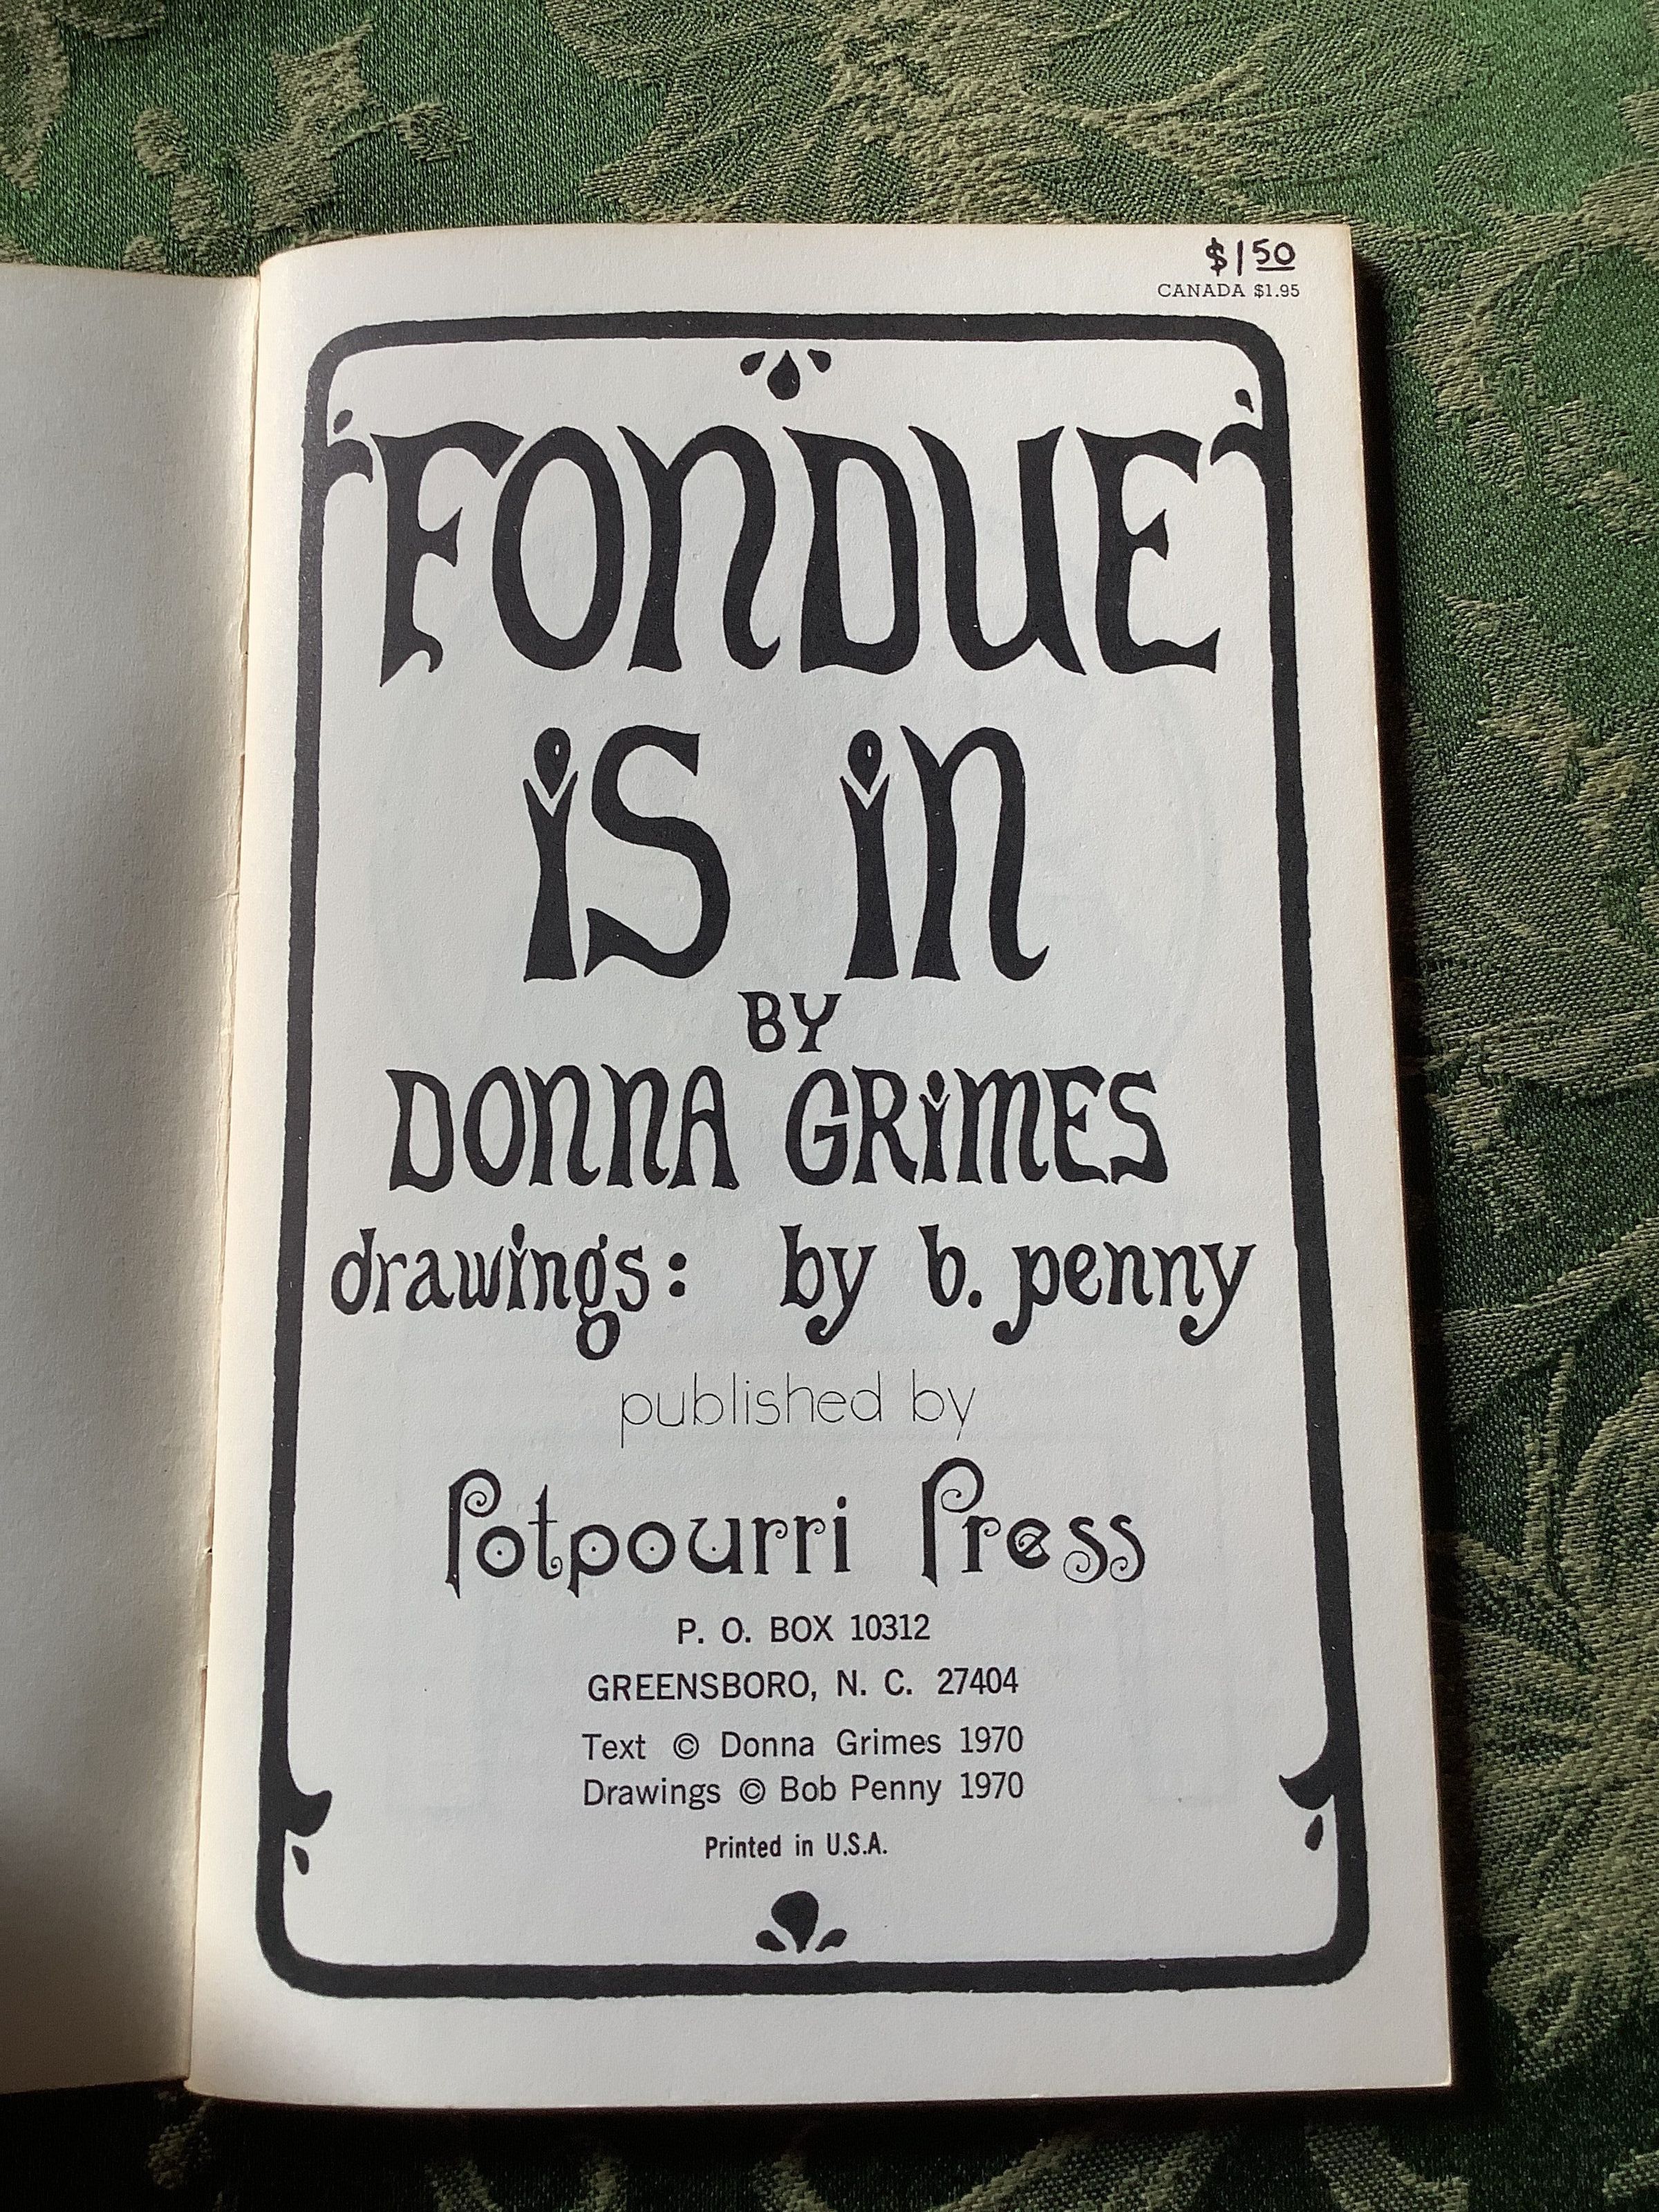 $1 50
CANADA $1.95
FONDUE
iS in
BY
DONNA GRiMES
drawings: by b. penny
published by
Potpourri Press
P. O. BOX 10312
GREENSBORO, N. C. 27404
Text © Donna Grimes 1970
Drawings © Bob Penny 1970
Printed in U.S.A.